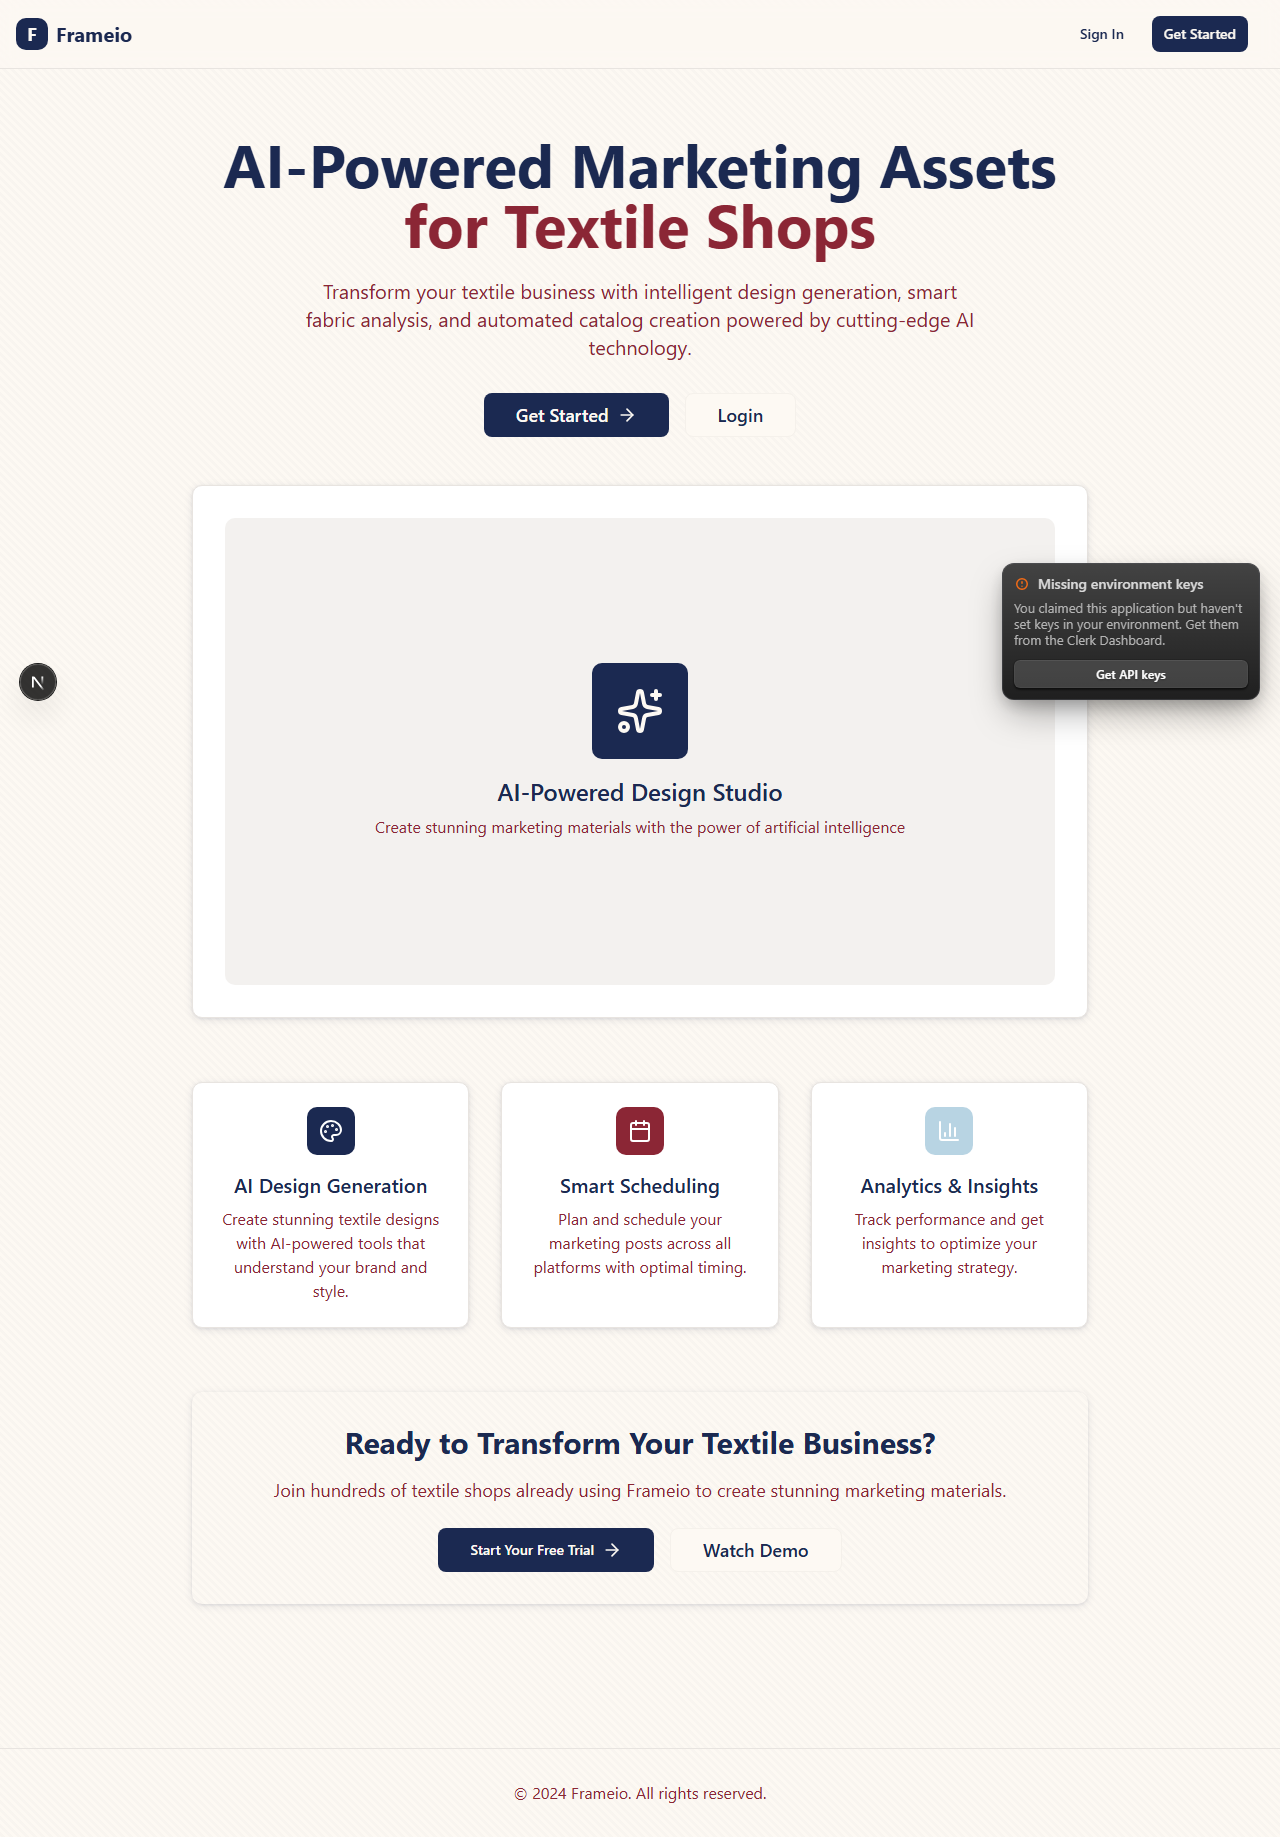 F Frameio
Sign In
Get Started
AI-Powered Marketing Assets
for Textile Shops
Transform your textile business with intelligent design generation, smart
fabric analysis, and automated catalog creation powered by cutting-edge AI
technology.
Get Started
Login
Missing environment keys
You claimed this application but haven't
set keys in your environment. Get them
from the Clerk Dashboard.
Get API keys
N
AI-Powered Design Studio
Create stunning marketing materials with the power of artificial intelligence
AI Design Generation
Create stunning textile designs
with AI-powered tools that
understand your brand and
style.
Smart Scheduling
Plan and schedule your
marketing posts across all
platforms with optimal timing.
Analytics & Insights
Track performance and get
insights to optimize your
marketing strategy.
Ready to Transform Your Textile Business?
Join hundreds of textile shops already using Frameio to create stunning marketing materials.
Start Your Free Trial
Watch Demo
© 2024 Frameio. All rights reserved.